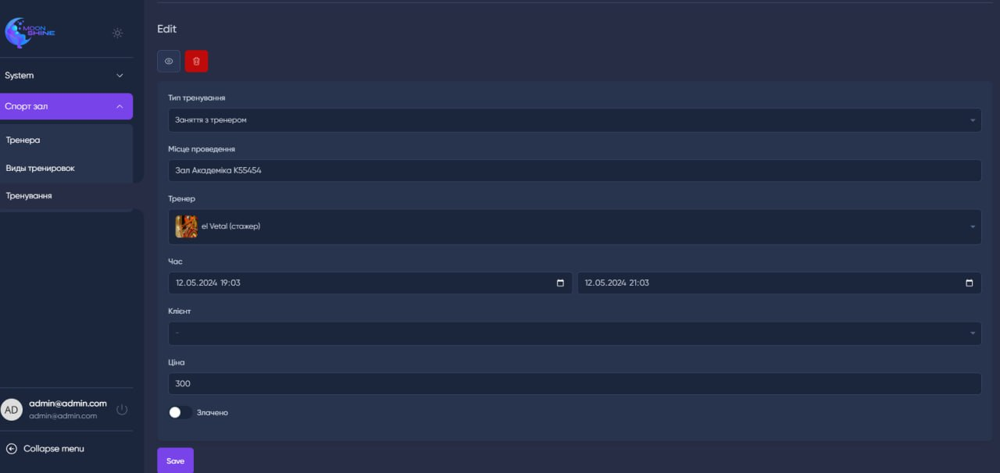 MOON
SHINE
System
Спорт зал
Тренера
Виды тренировок
Тренування
AD
admin@admin.com
admin@admin.com
Collapse menu
Edit
Тип тренування
Заняття з тренером
Місце проведення
Зал Академіка К55454
Тренер
el Vetal (стажер)
Час
12.05.2024 19:03
12.05.2024 21:03
Клієнт
-
Ціна
300
Злачено
Save